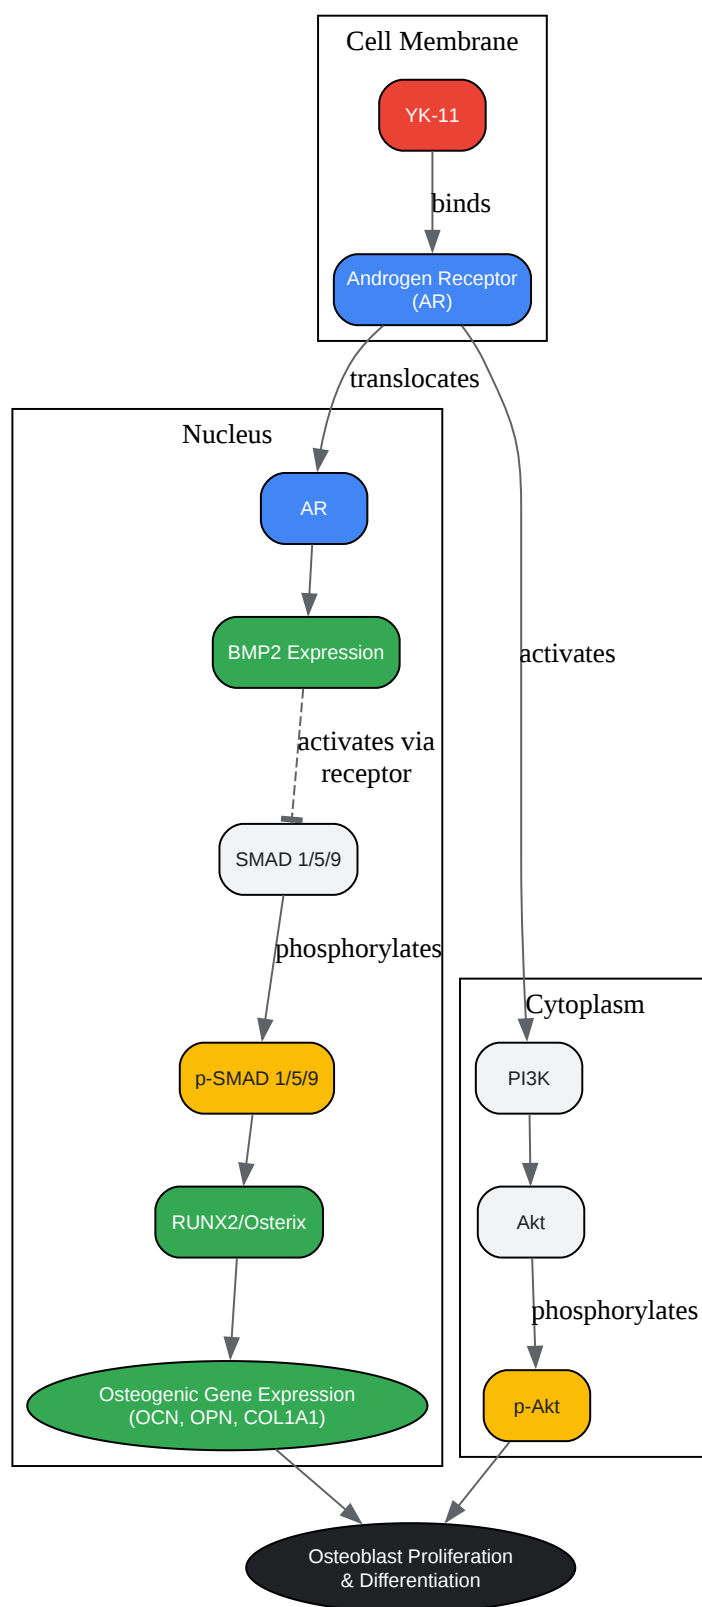 Cell Membrane
YK-11
binds
Androgen Receptor
(AR)
translocates
Nucleus
AR
BMP2 Expression
activates
activates via
receptor
SMAD 1/5/9
phosphorylates
Cytoplasm
p-SMAD 1/5/9
PI3K
RUNX2/Osterix
Akt
phosphorylates
Osteogenic Gene Expression
(OCN, OPN, COL1A1)
p-Akt
Osteoblast Proliferation
& Differentiation